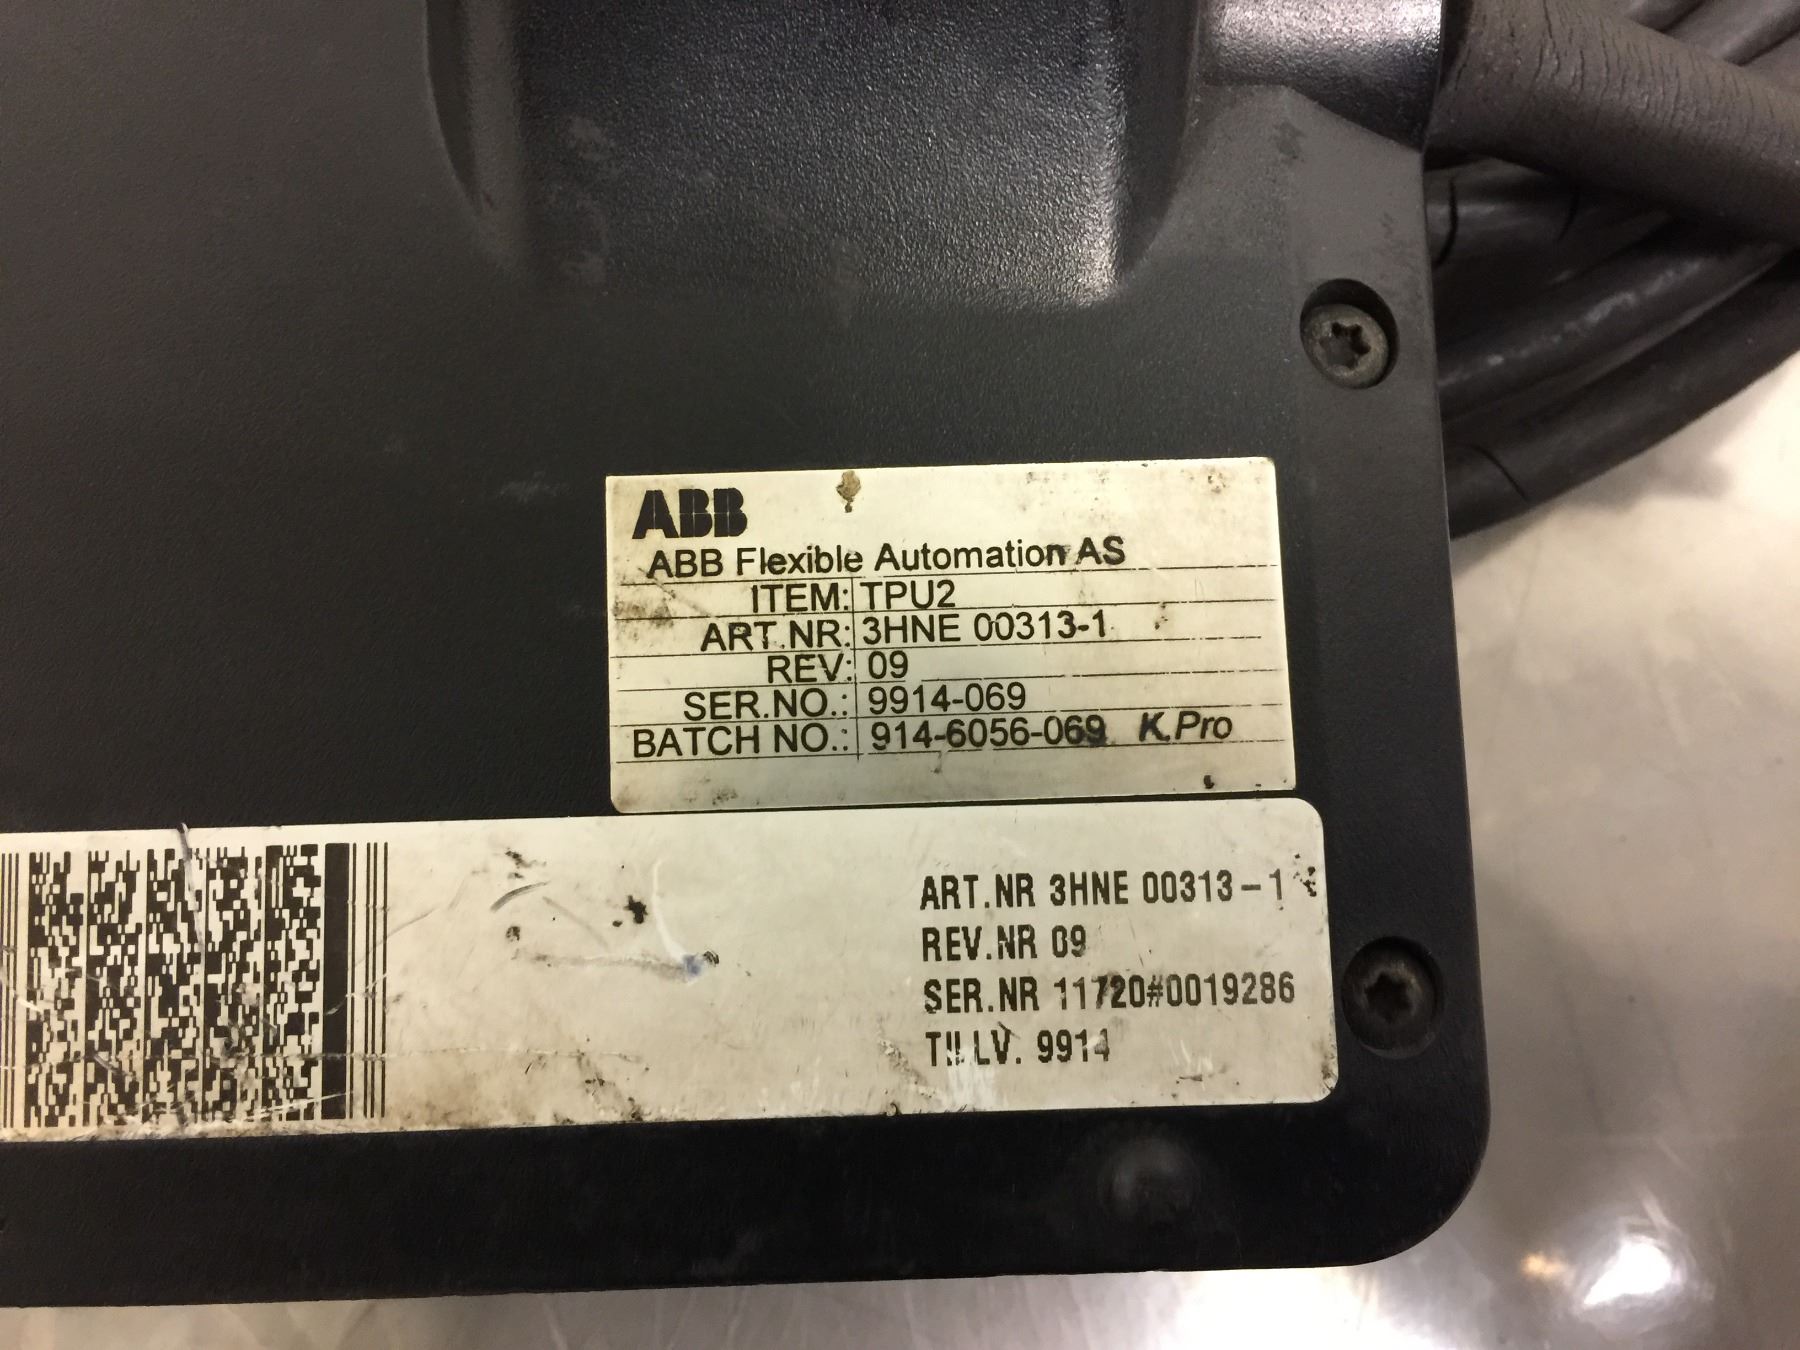 ABB
ABB Flexible Automation AS
ITEM: TPU2
ART.NR: 3HNE 00313-1
REV: 09
SER.NO.: 9914-069
BATCH NO.: 914-6056-069 K.Pro
ART.NR 3HNE 00313-1
REV.NR 09
SER.NR 11720#0019286
TILLV. 9914